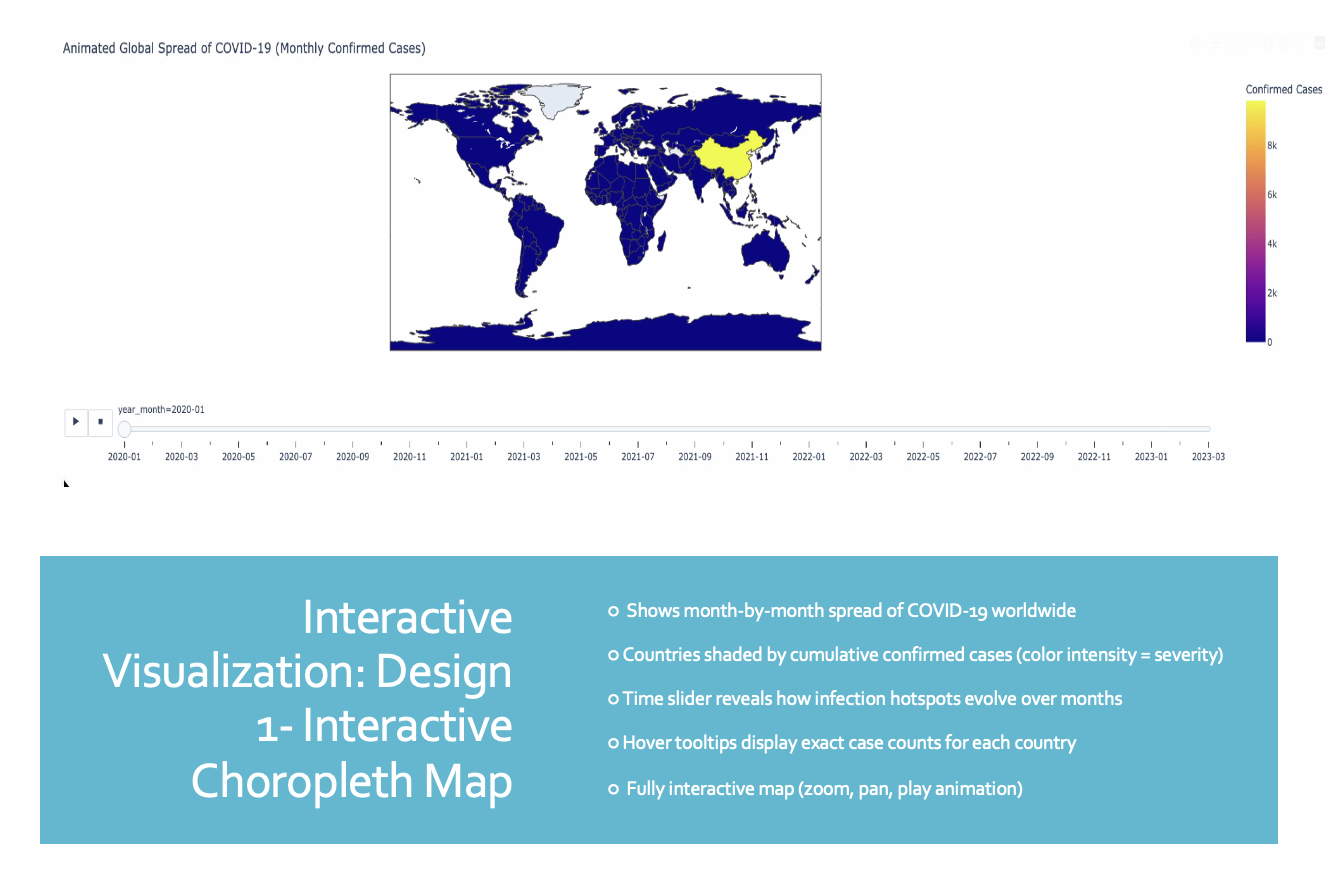 Animated Global Spread of COVID-19 (Monthly Confirmed Cases)
Confirmed Cases
8k
6k
4k
2k
0
year_month=2020-01
2020-01 2020-03 2020-05 2020-07 2020-09 2020-11 2021-01 2021-03 2021-05 2021-07 2021-09 2021-11 2022-01 2022-03 2022-05 2022-07 2022-09 2022-11 2023-01 2023-03
Interactive
Visualization: Design
1- Interactive
Choropleth Map
Shows month-by-month spread of COVID-19 worldwide
Countries shaded by cumulative confirmed cases (color intensity = severity)
Time slider reveals how infection hotspots evolve over months
Hover tooltips display exact case counts for each country
Fully interactive map (zoom, pan, play animation)